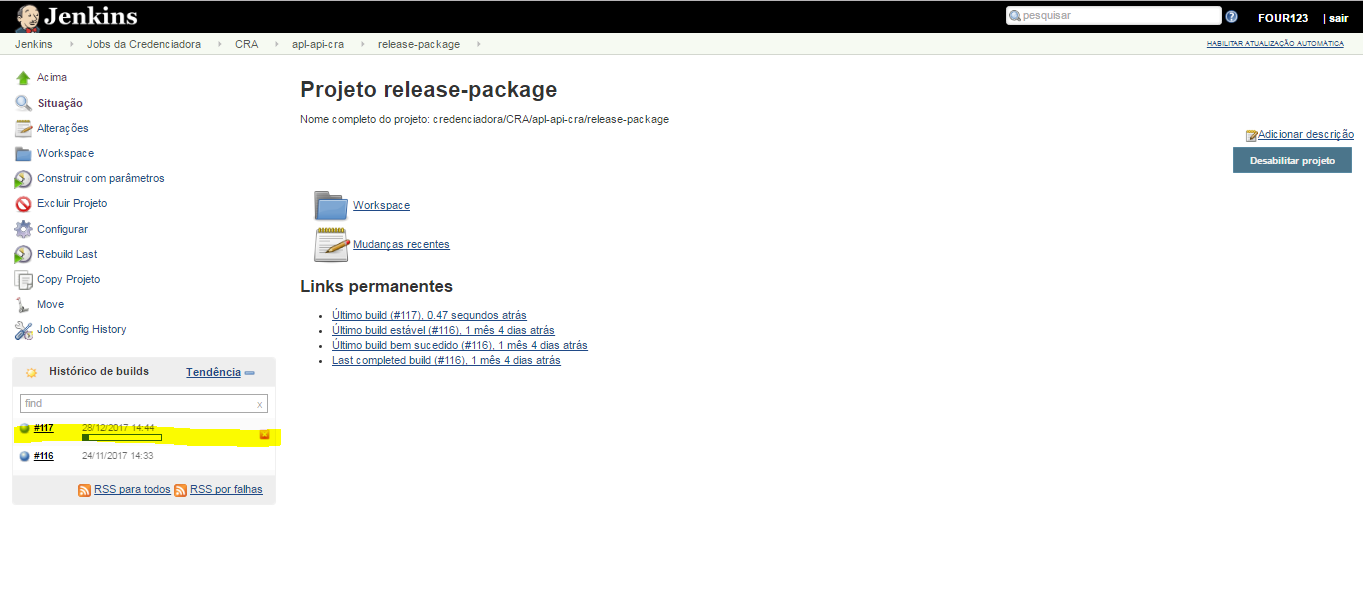 Jenkins
pesquisar
FOUR123 | sair
Jenkins Jobs da Credenciadora CRA apl-api-cra release-package
HABILITAR ATUALIZAÇÃO AUTOMÁTICA
Acima
Situação
Alterações
Workspace
Construir com parâmetros
Excluir Projeto
Configurar
Rebuild Last
Copy Projeto
Move
Job Config History
Histórico de builds Tendência
find x
#117 28/12/2017 14:44
#116 24/11/2017 14:33
RSS para todos RSS por falhas
Projeto release-package
Nome completo do projeto: credenciadora/CRA/apl-api-cra/release-package
Adicionar descrição
Desabilitar projeto
Workspace
Mudanças recentes
Links permanentes
Último build (#117), 0.47 segundos atrás
Último build estável (#116), 1 mês 4 dias atrás
Último build bem sucedido (#116), 1 mês 4 dias atrás
Last completed build (#116), 1 mês 4 dias atrás